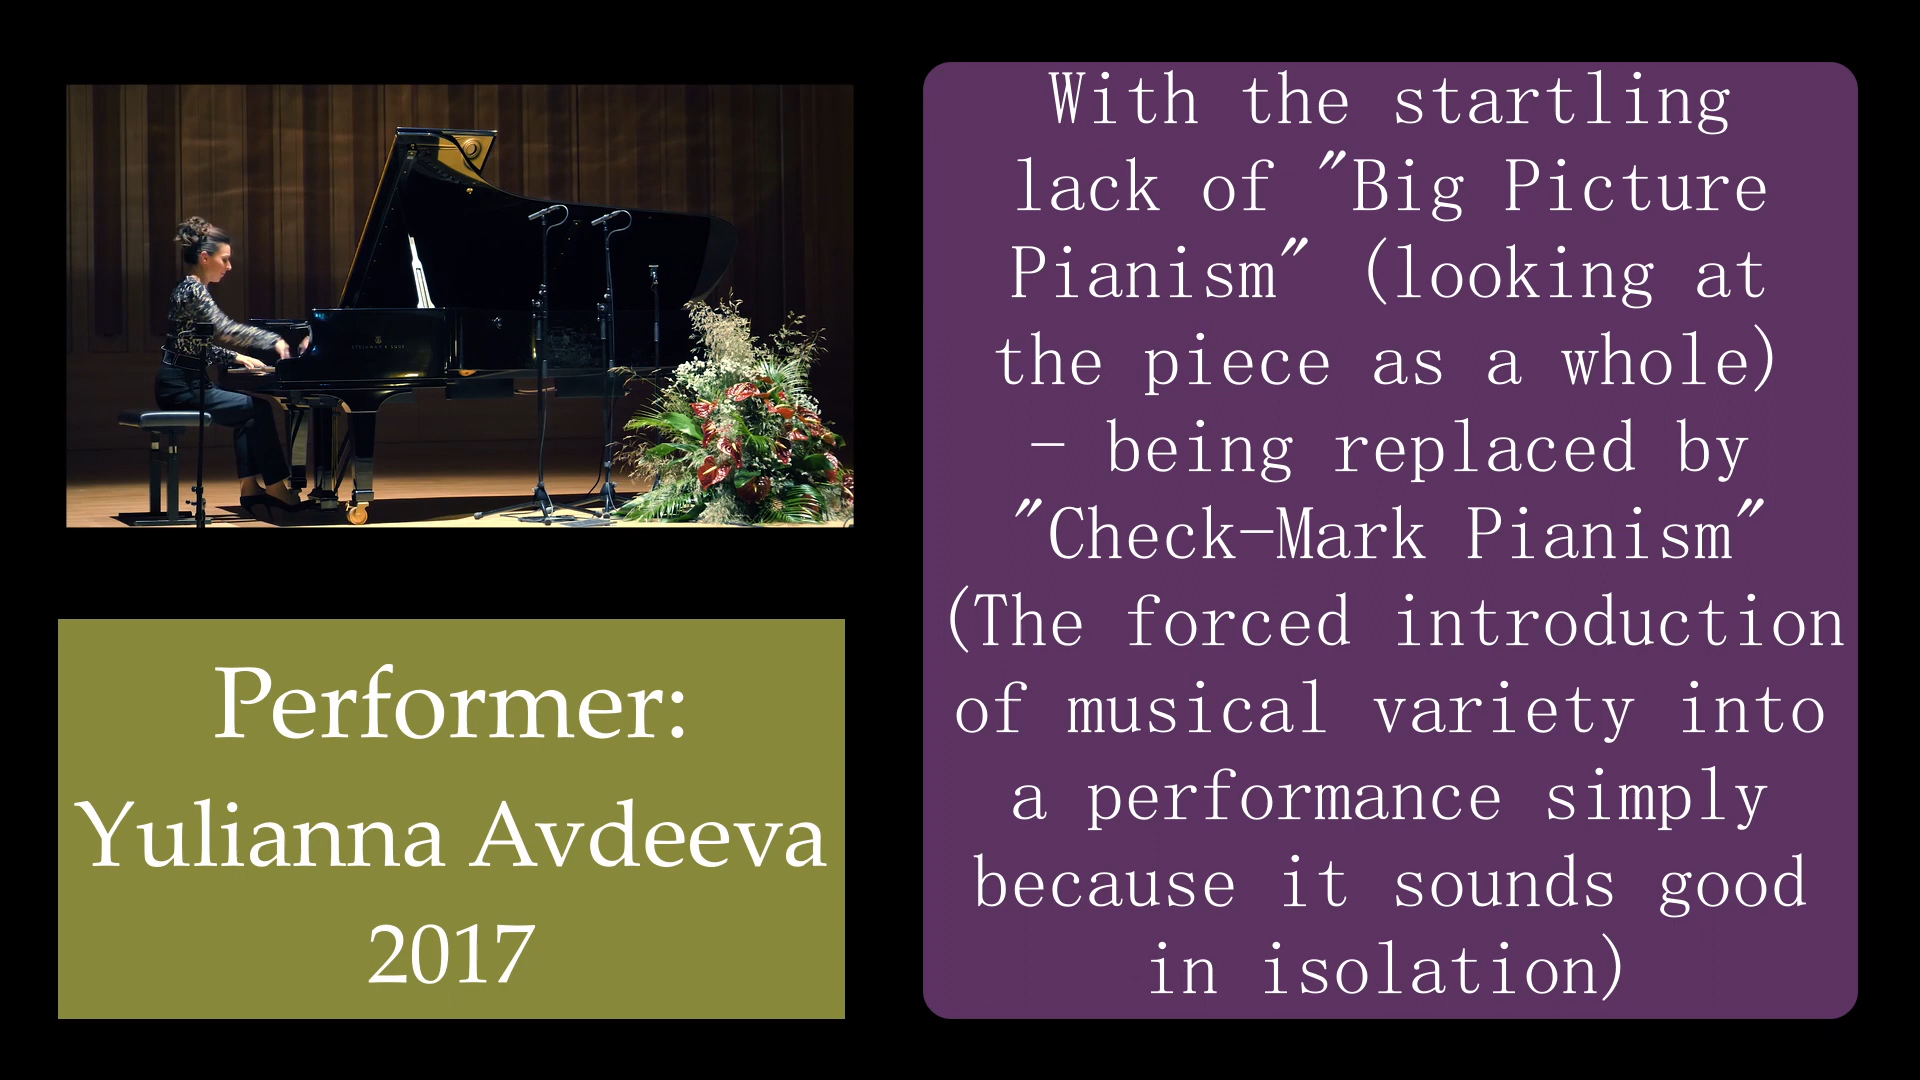 With the startling
lack of "Big Picture
Pianism" (looking at
the piece as a whole)
- being replaced by
"Check-Mark Pianism"
(The forced introduction
of musical variety into
a performance simply
because it sounds good
in isolation)
Performer:
Yulianna Avdeeva
2017